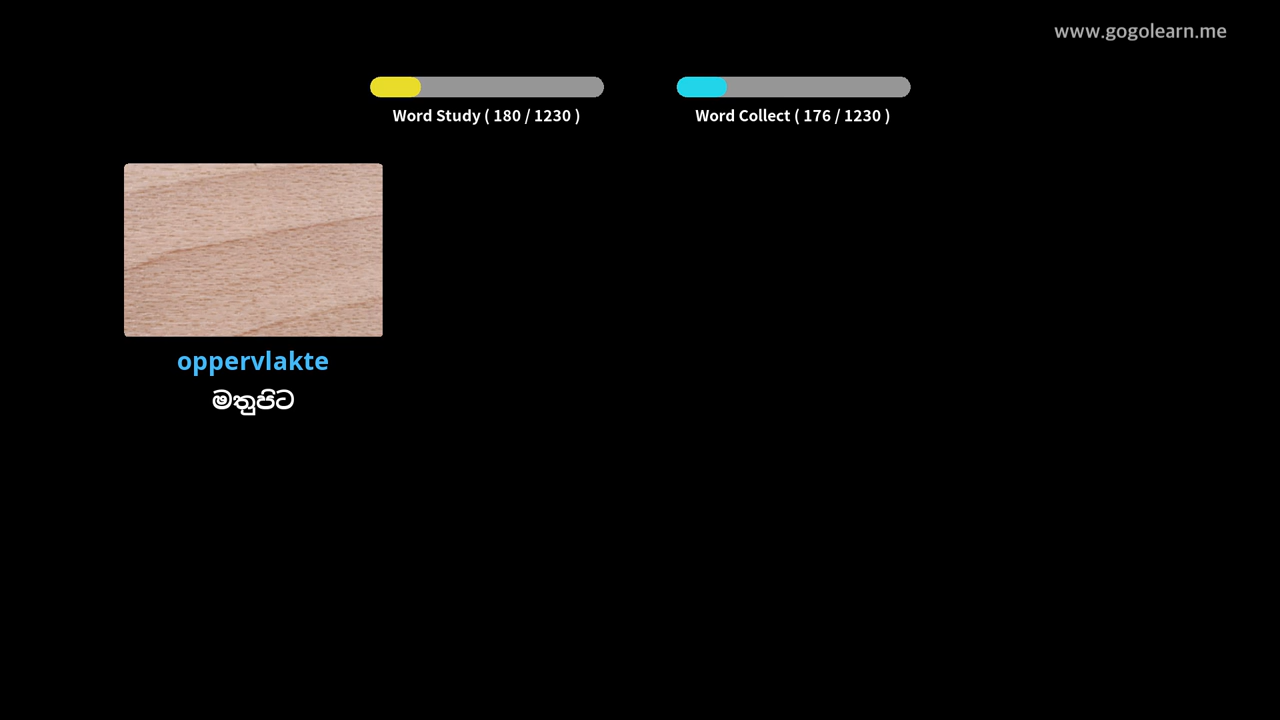 www.gogolearn.me
Word Study ( 180 / 1230 )
Word Collect ( 176 / 1230 )
oppervlakte
මතුපිට